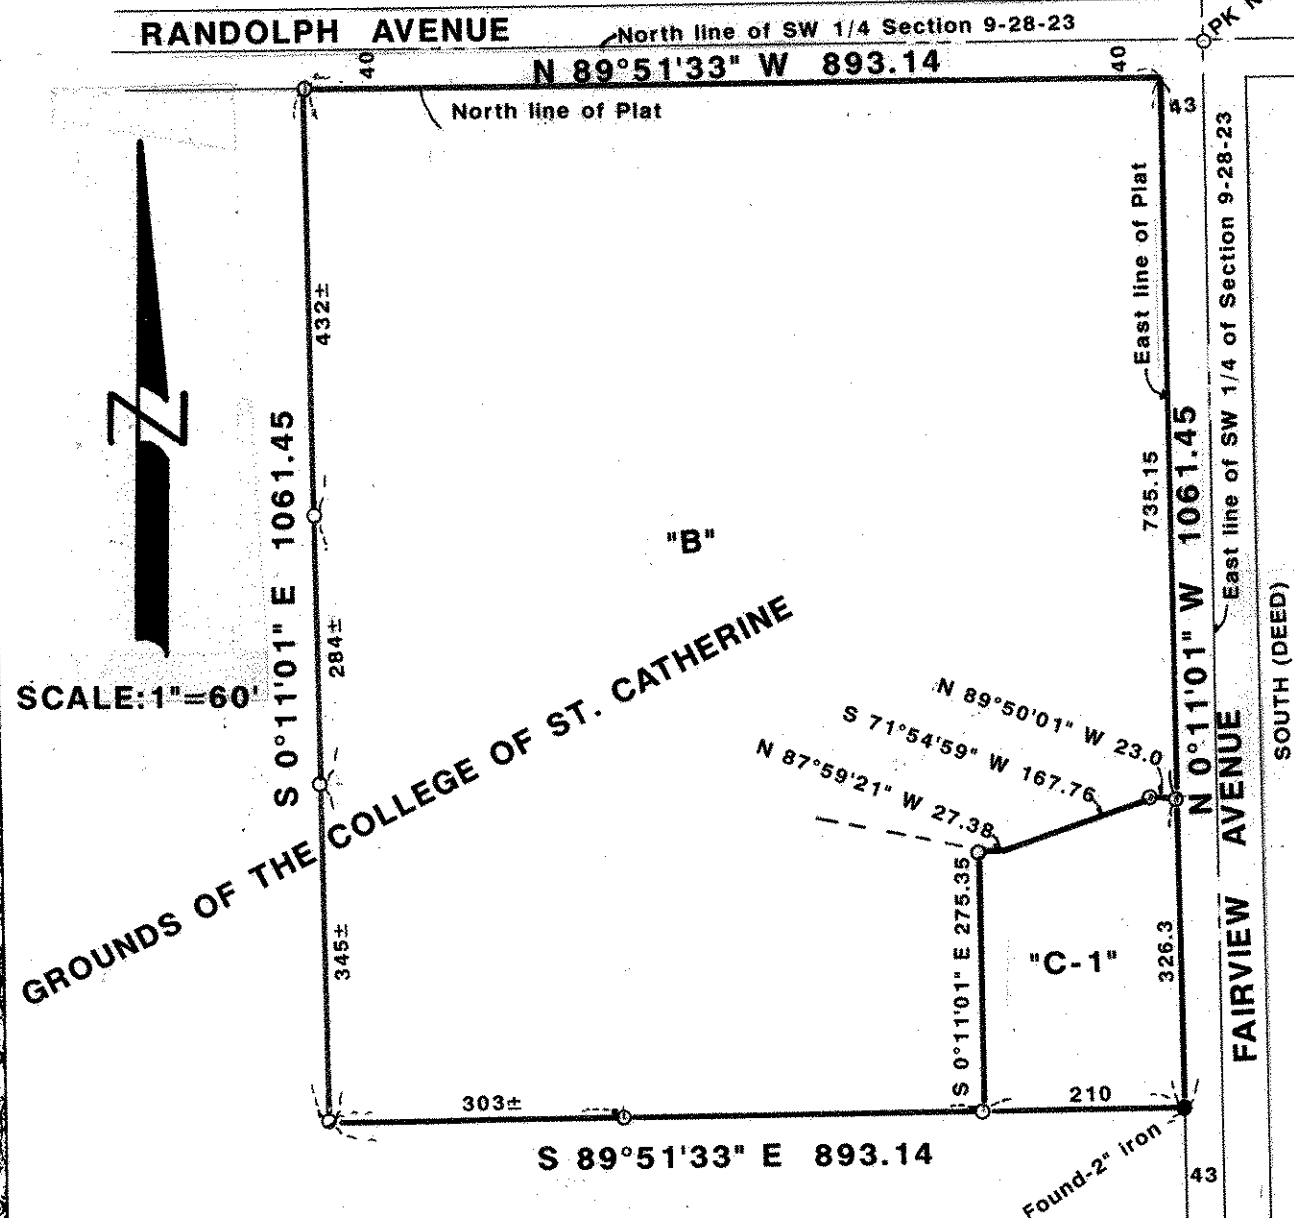 RANDOLPH AVENUE
North line of SW 1/4 Section 9-28-23
PK
40
N 89°51'33" W 893.14
40
North line of Plat
43
East line of Plat
East line of SW 1/4 of Section 9-28-23
432±
S 0°11'01" E 1061.45
735.15
N 0°11'01" W 1061.45
"B"
284±
SCALE:1"=60'
GROUNDS OF THE COLLEGE OF ST. CATHERINE
N 89°50'01" W 23.0
S 71°54'59" W 167.76
N 87°59'21" W 27.38
SOUTH (DEED)
FAIRVIEW AVENUE
S 0°11'01" E 275.35
"C-1"
326.3
345±
303±
210
S 89°51'33" E 893.14
Found-2" iron
43